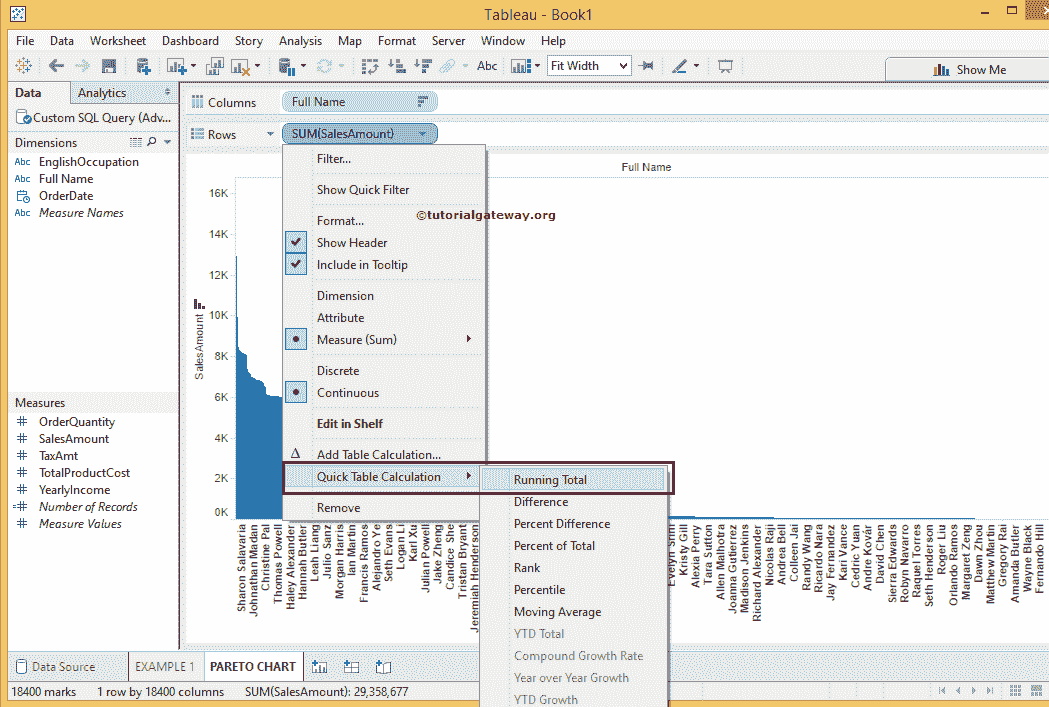 Tableau - Book1
File Data Worksheet Dashboard Story Analysis Map Format Server Window Help
Abc Fit Width Show Me
Data Analytics
Custom SQL Query (Adv...
Dimensions
Abc EnglishOccupation
Abc Full Name
OrderDate
Abc Measure Names
Measures
# OrderQuantity
# SalesAmount
# TaxAmt
# TotalProductCost
# YearlyIncome
=# Number of Records
# Measure Values
Columns Full Name
Rows SUM(SalesAmount)
Full Name
©tutorialgateway.org
SalesAmount
16K
14K
12K
10K
8K
6K
4K
2K
0K
Filter...
Show Quick Filter
Format...
Show Header
Include in Tooltip
Dimension
Attribute
Measure (Sum)
Discrete
Continuous
Edit in Shelf
Δ Add Table Calculation...
Quick Table Calculation
Remove
Running Total
Difference
Percent Difference
Percent of Total
Rank
Percentile
Moving Average
YTD Total
Compound Growth Rate
Year over Year Growth
YTD Growth
Sharon Salavaria
Johnathan Madan
Christine Pal
Thomas Powell
Haley Alexander
Hannah Butler
Leah Liang
Julio Sanz
Morgan Harris
Ian Martin
Francis Ramos
Alejandro Ye
Seth Evans
Logan Li
Karl Xu
Julian Powell
Jake Zheng
Candice She
Tristan Bryant
Jeremiah Henderson
Kristy Gill
Alexia Perry
Tara Sutton
Allen Malhotra
Joanna Gutierrez
Madison Jenkins
Richard Alexander
Nicolas Raji
Andrea Bell
Colleen Jai
Randy Wang
Ricardo Nara
Jay Fernandez
Kari Vance
Cedric Yuan
Andre Kovár
David Chen
Sierra Edwards
Robyn Navarro
Raquel Torres
Seth Henderson
Roger Liu
Orlando Ramos
Margaret Zeng
Dawn Zhou
Matthew Martin
Gregory Rai
Amanda Butler
Wayne Black
Fernando Hill
Data Source EXAMPLE 1 PARETO CHART
18400 marks 1 row by 18400 columns SUM(SalesAmount): 29,358,677